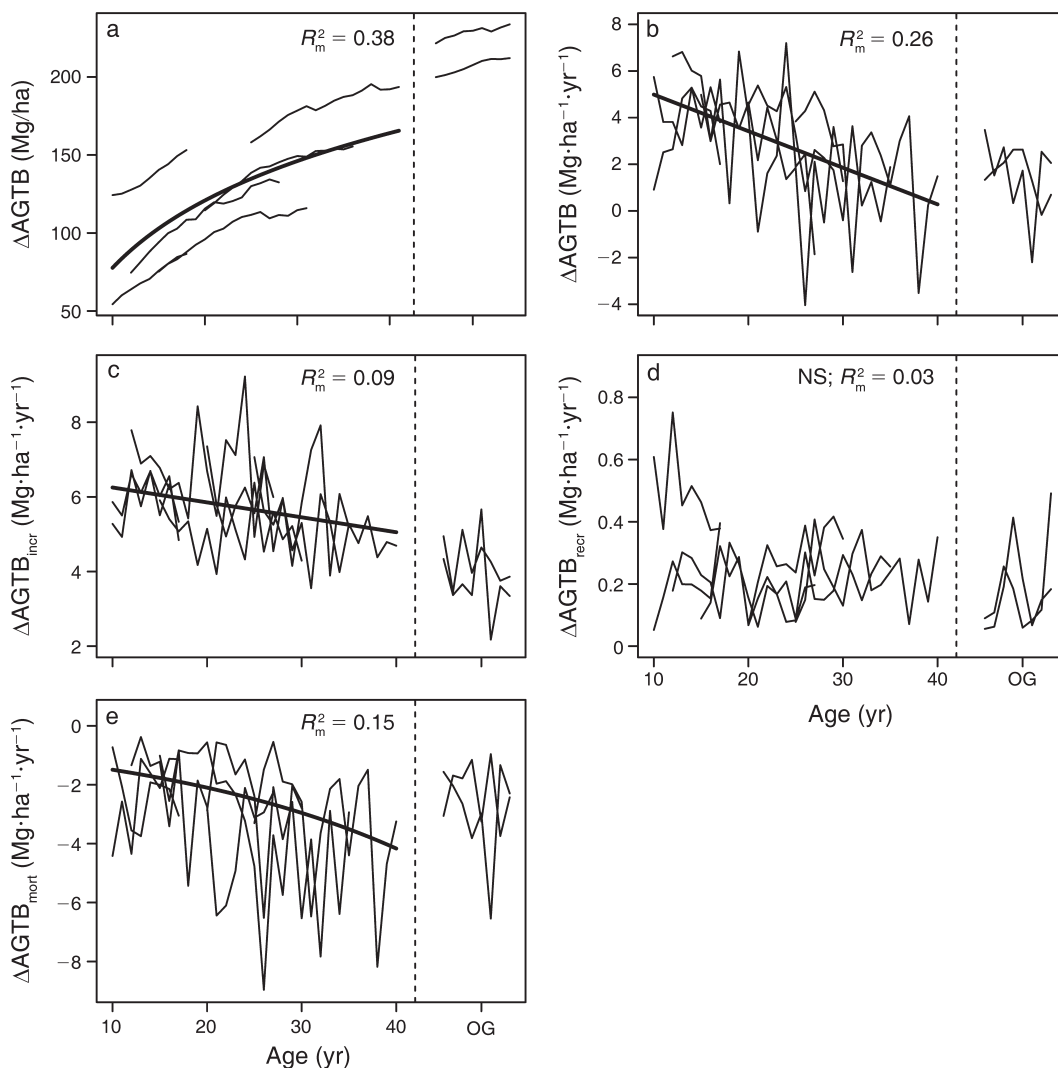 a
R²m = 0.38
ΔAGTB (Mg/ha)
200
150
100
50
b
R²m = 0.26
ΔAGTB (Mg·ha⁻¹·yr⁻¹)
8
6
4
2
0
−2
−4
c
R²m = 0.09
ΔAGTBincr (Mg·ha⁻¹·yr⁻¹)
8
6
4
2
d
NS; R²m = 0.03
ΔAGTBrecr (Mg·ha⁻¹·yr⁻¹)
0.8
0.6
0.4
0.2
0
10 20 30 40 OG
Age (yr)
e
R²m = 0.15
ΔAGTBmort (Mg·ha⁻¹·yr⁻¹)
0
−2
−4
−6
−8
10 20 30 40 OG
Age (yr)